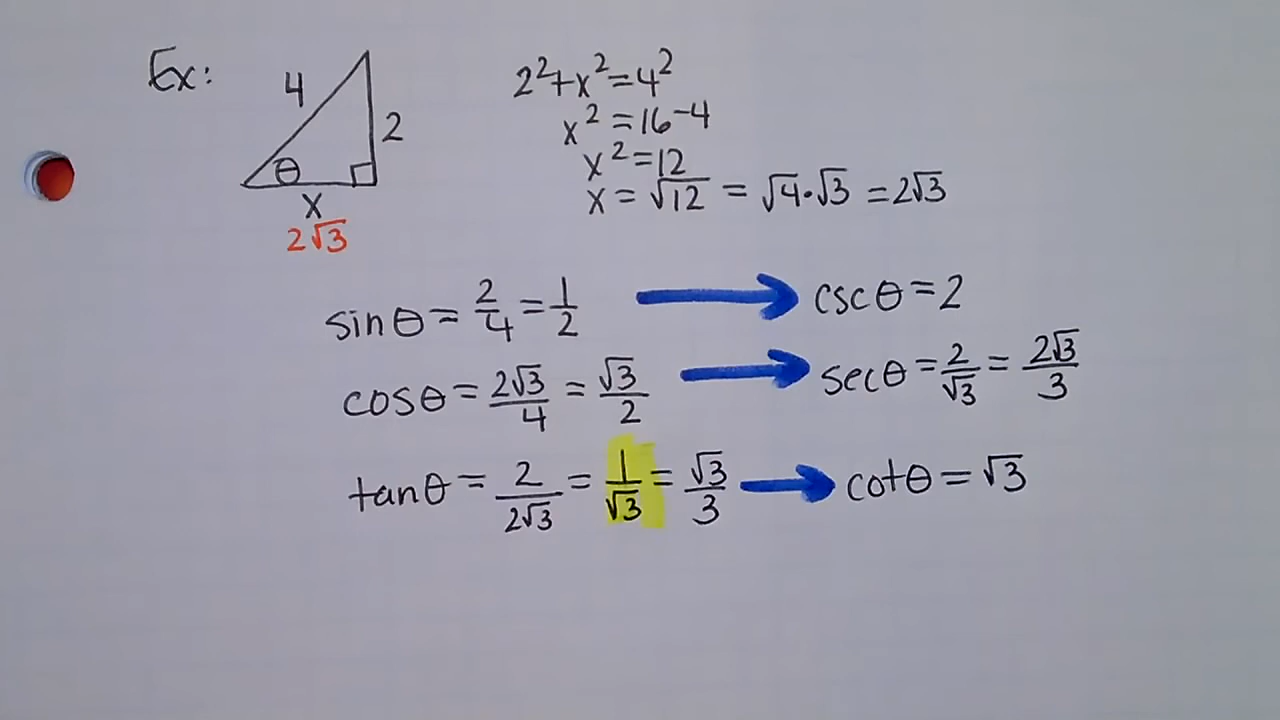 Ex:
4
2
θ
x
2√3
2²+x²=4²
x²=16-4
x²=12
x=√12 = √4·√3 = 2√3
sinθ = 2/4 = 1/2 → cscθ = 2
cosθ = 2√3/4 = √3/2 → secθ = 2/√3 = 2√3/3
tanθ = 2/2√3 = 1/√3 = √3/3 → cotθ = √3